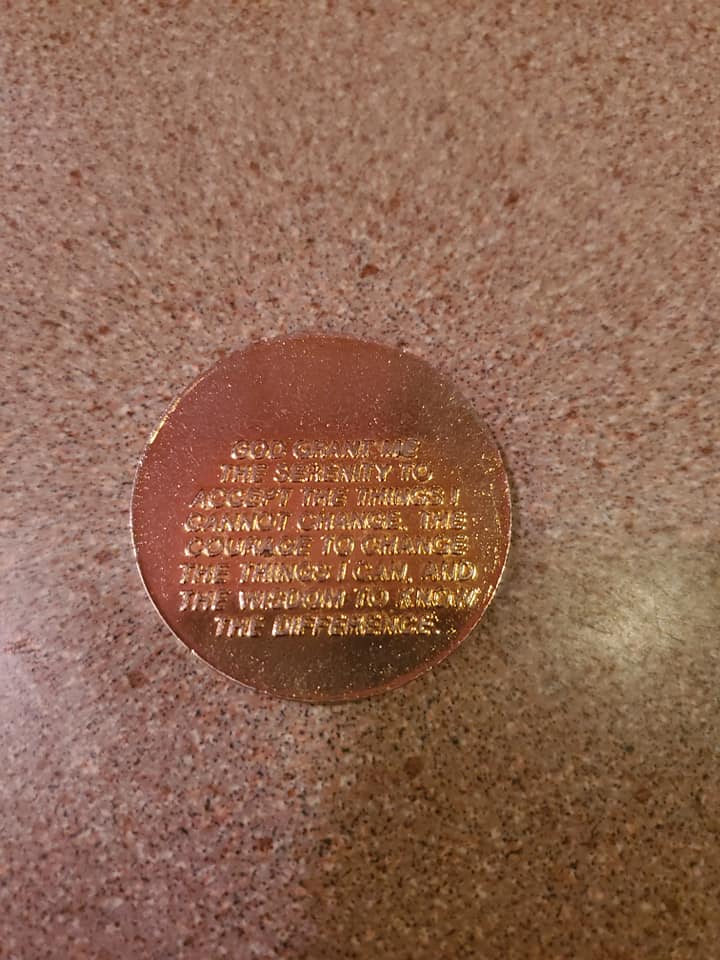 GOD GRANT ME
THE SERENITY TO
ACCEPT THE THINGS I
CANNOT CHANGE, THE
COURAGE TO CHANGE
THE THINGS I CAN, AND
THE WISDOM TO KNOW
THE DIFFERENCE.